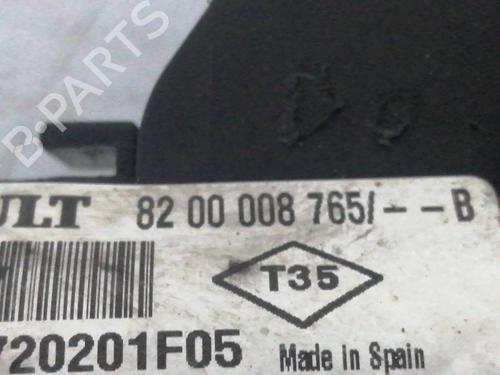 B-PARTS
ULT 82 00 008 765/--B
T35
720201F05 Made in Spain